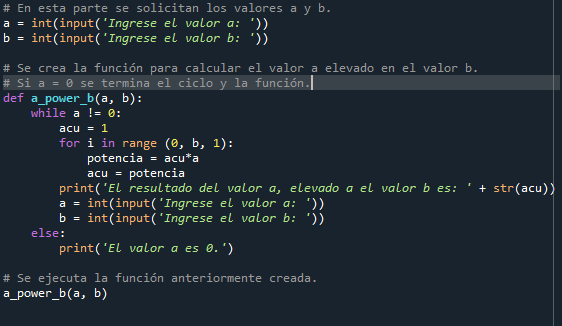 # En esta parte se solicitan los valores a y b.
a = int(input('Ingrese el valor a: '))
b = int(input('Ingrese el valor b: '))

# Se crea la función para calcular el valor a elevado en el valor b.
# Si a = 0 se termina el ciclo y la función.
def a_power_b(a, b):
    while a != 0:
        acu = 1
        for i in range (0, b, 1):
            potencia = acu*a
            acu = potencia
        print('El resultado del valor a, elevado a el valor b es: ' + str(acu))
        a = int(input('Ingrese el valor a: '))
        b = int(input('Ingrese el valor b: '))
    else:
        print('El valor a es 0.')

# Se ejecuta la función anteriormente creada.
a_power_b(a, b)